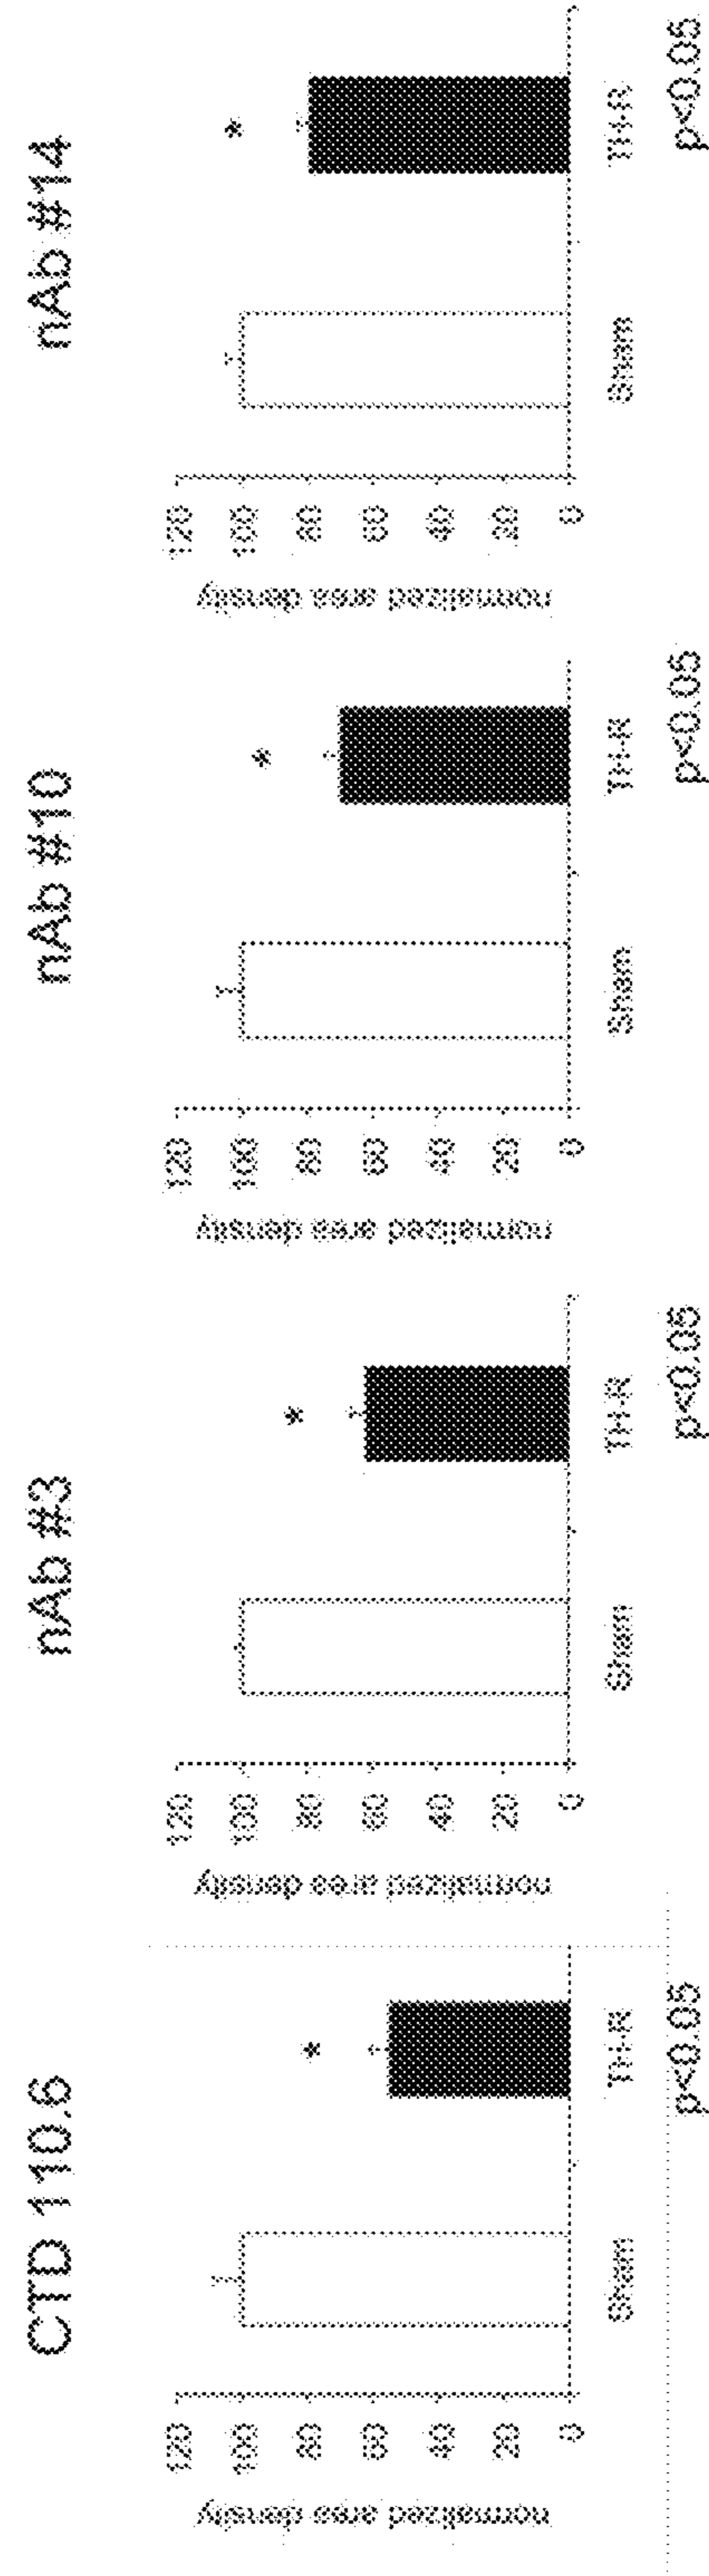 CTD 110.6
normalized area density
120
100
80
60
40
20
0
*
Sham
TH-R
p<0.05
nAb #3
normalized area density
120
100
80
60
40
20
0
*
Sham
TH-R
p<0.05
nAb #10
normalized area density
120
100
80
60
40
20
0
*
Sham
TH-R
p<0.05
nAb #14
normalized area density
120
100
80
60
40
20
0
*
Sham
TH-R
p<0.05